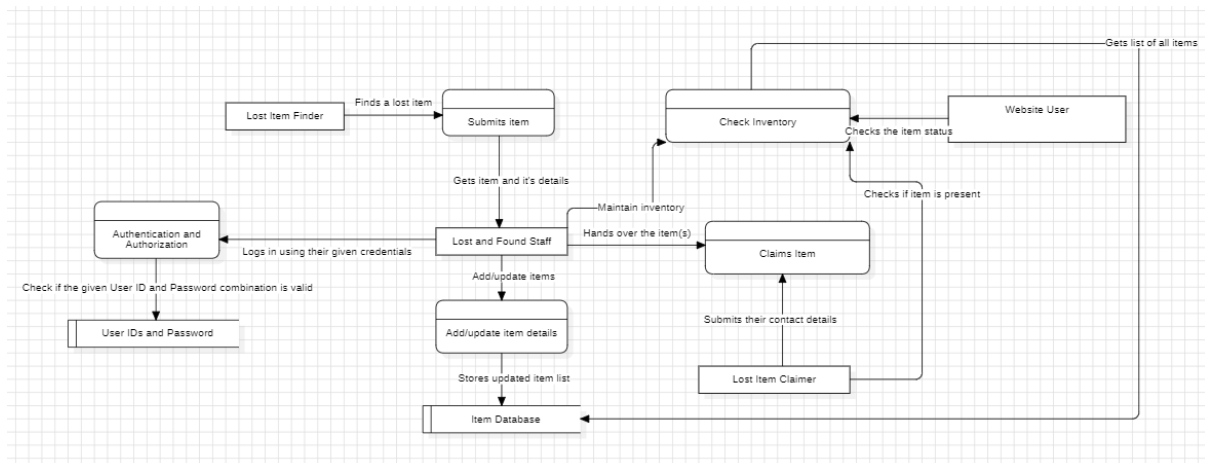 Gets list of all items
Finds a lost item
Lost Item Finder
Submits item
Check Inventory
Website User
Checks the item status
Gets item and it's details
Checks if item is present
Maintain inventory
Authentication and
Authorization
Lost and Found Staff
Hands over the item(s)
Logs in using their given credentials
Claims Item
Add/update items
Check if the given User ID and Password combination is valid
User IDs and Password
Add/update item details
Submits their contact details
Stores updated item list
Lost Item Claimer
Item Database